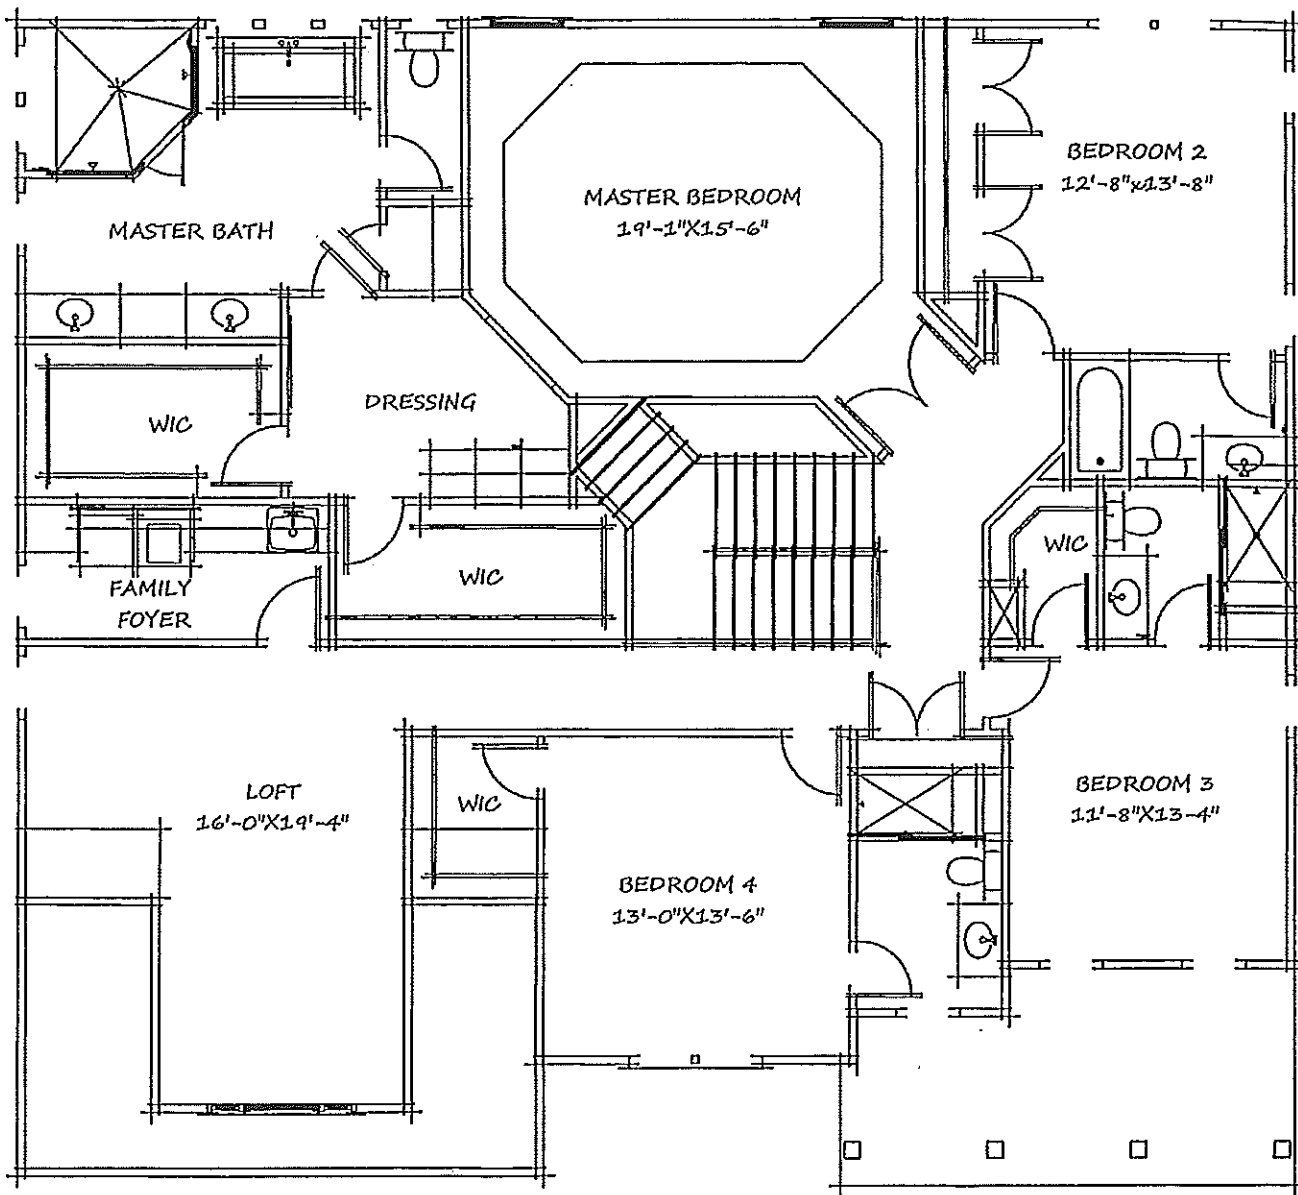 BEDROOM 2
12'-8"x13'-8"
MASTER BEDROOM
19'-1"X15'-6"
MASTER BATH
DRESSING
WIC
WIC
WIC
FAMILY
FOYER
LOFT
16'-0"X19'-4"
WIC
BEDROOM 3
11'-8"X13-4"
BEDROOM 4
13'-0"X13'-6"